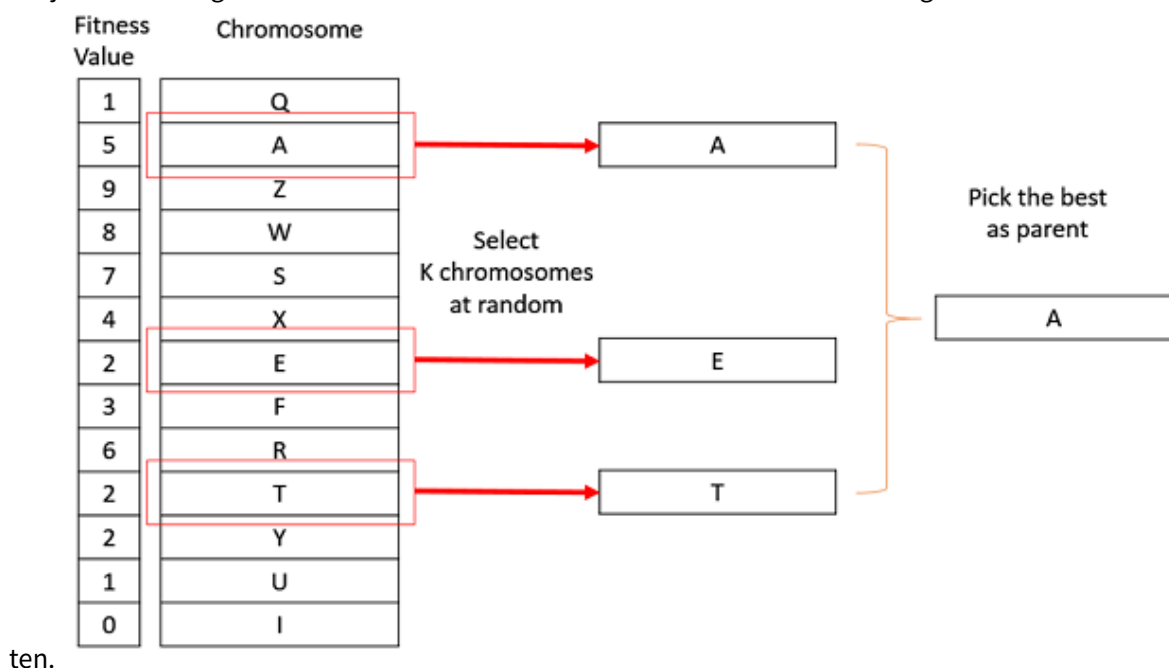 Fitness
Value
Chromosome
1 Q
5 A
9 Z
8 W
7 S
4 X
2 E
3 F
6 R
2 T
2 Y
1 U
0 I
Select
K chromosomes
at random
A
E
T
Pick the best
as parent
A
ten.